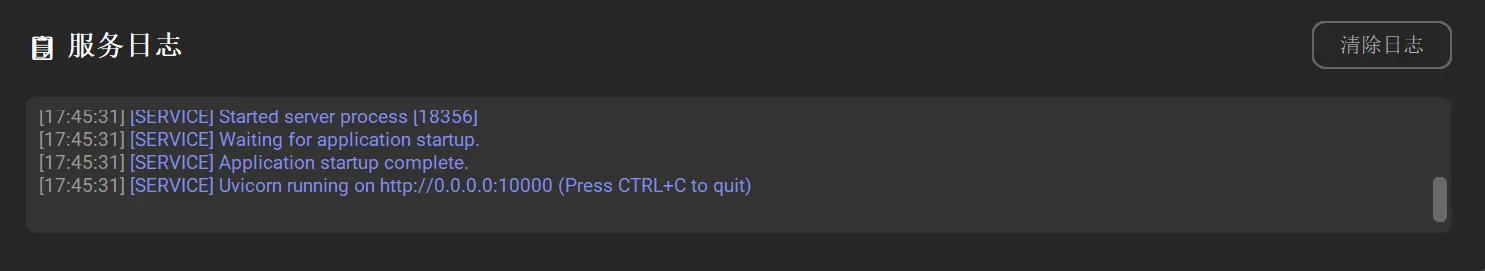 服务日志
清除日志
[17:45:31] [SERVICE] Started server process [18356]
[17:45:31] [SERVICE] Waiting for application startup.
[17:45:31] [SERVICE] Application startup complete.
[17:45:31] [SERVICE] Uvicorn running on http://0.0.0.0:10000 (Press CTRL+C to quit)